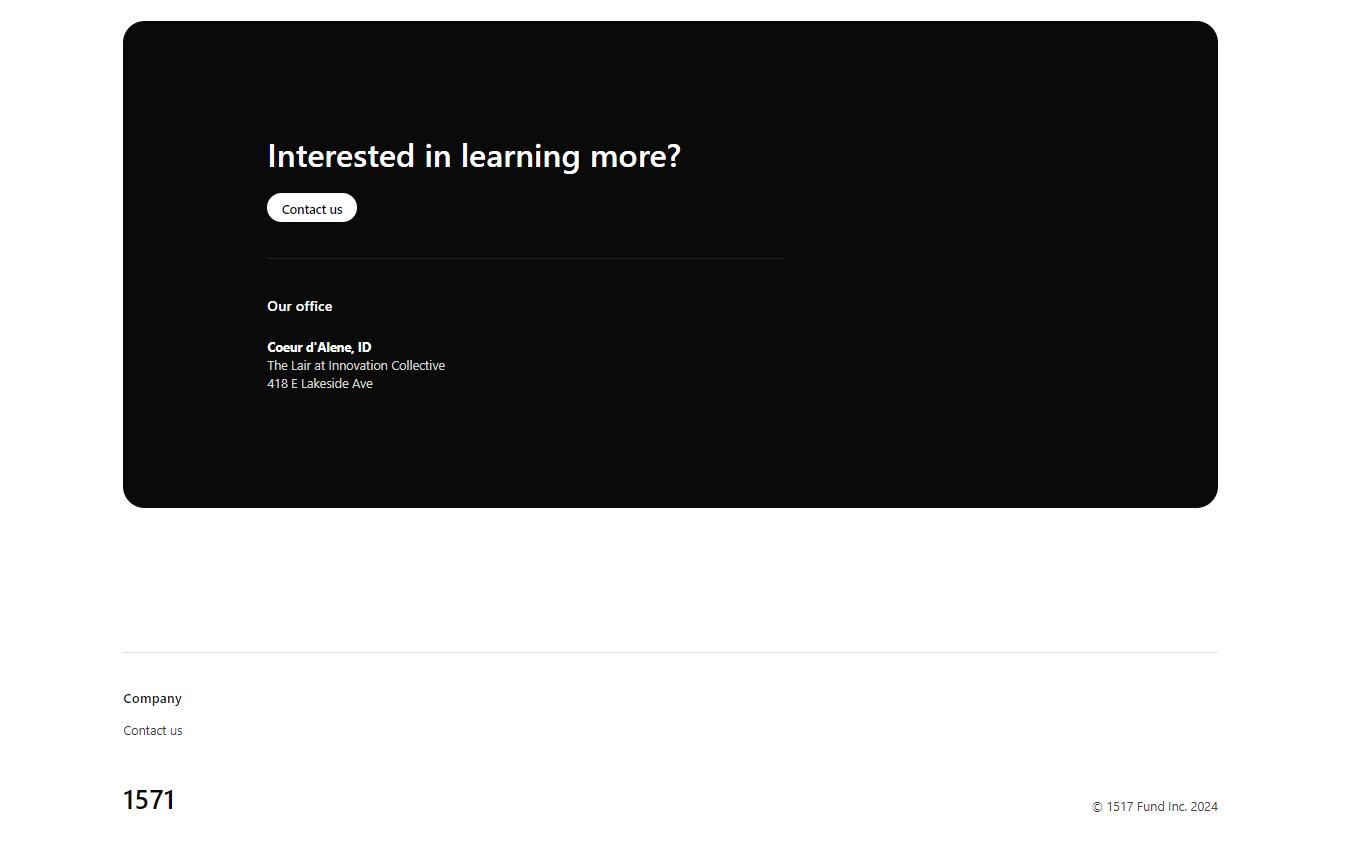 Interested in learning more?
Contact us
Our office
Coeur d'Alene, ID
The Lair at Innovation Collective
418 E Lakeside Ave
Company
Contact us
1571
© 1517 Fund Inc. 2024